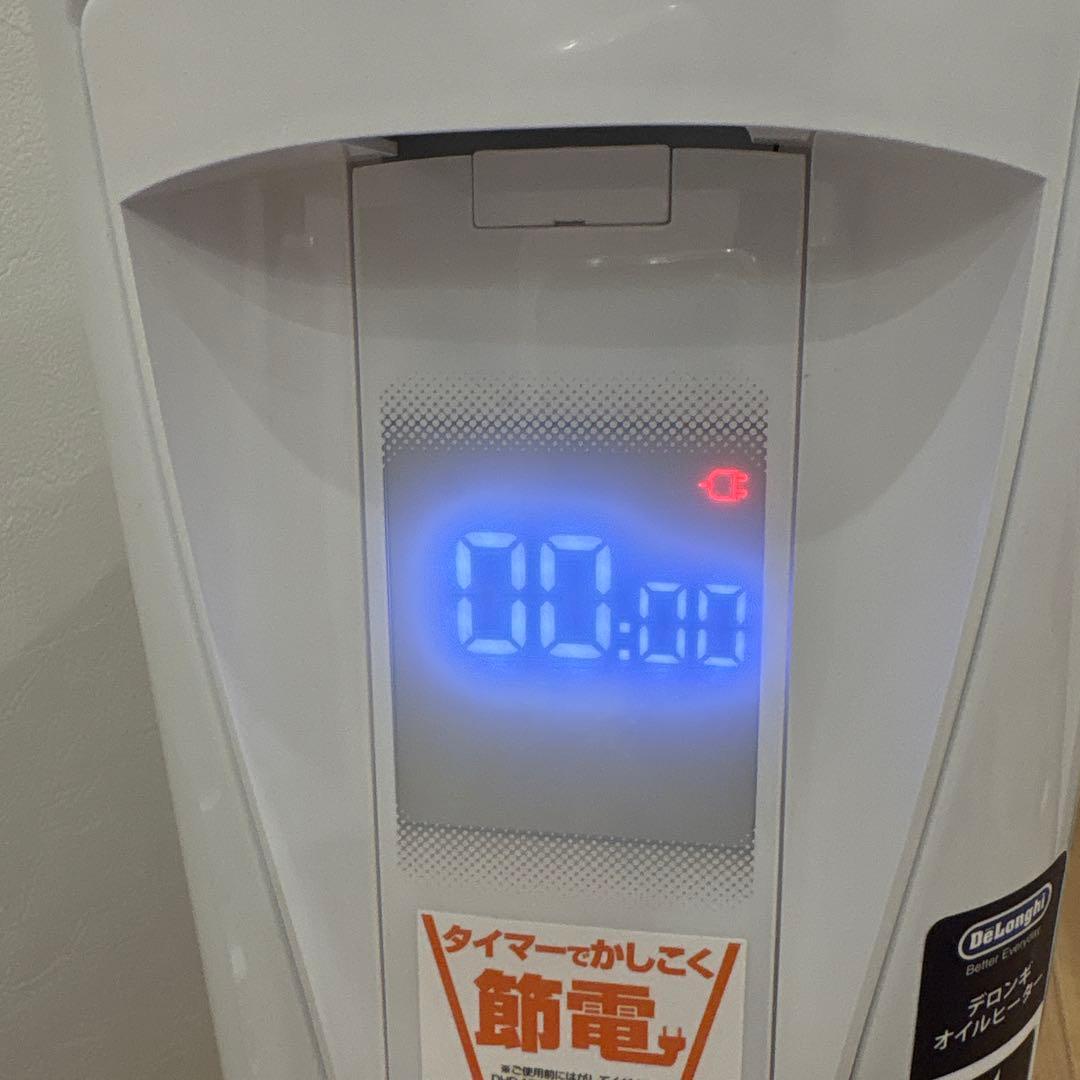 00:00
タイマーでかしこく
節電
DeLonghi
Better Everyday
デロンギ
オイルヒーター